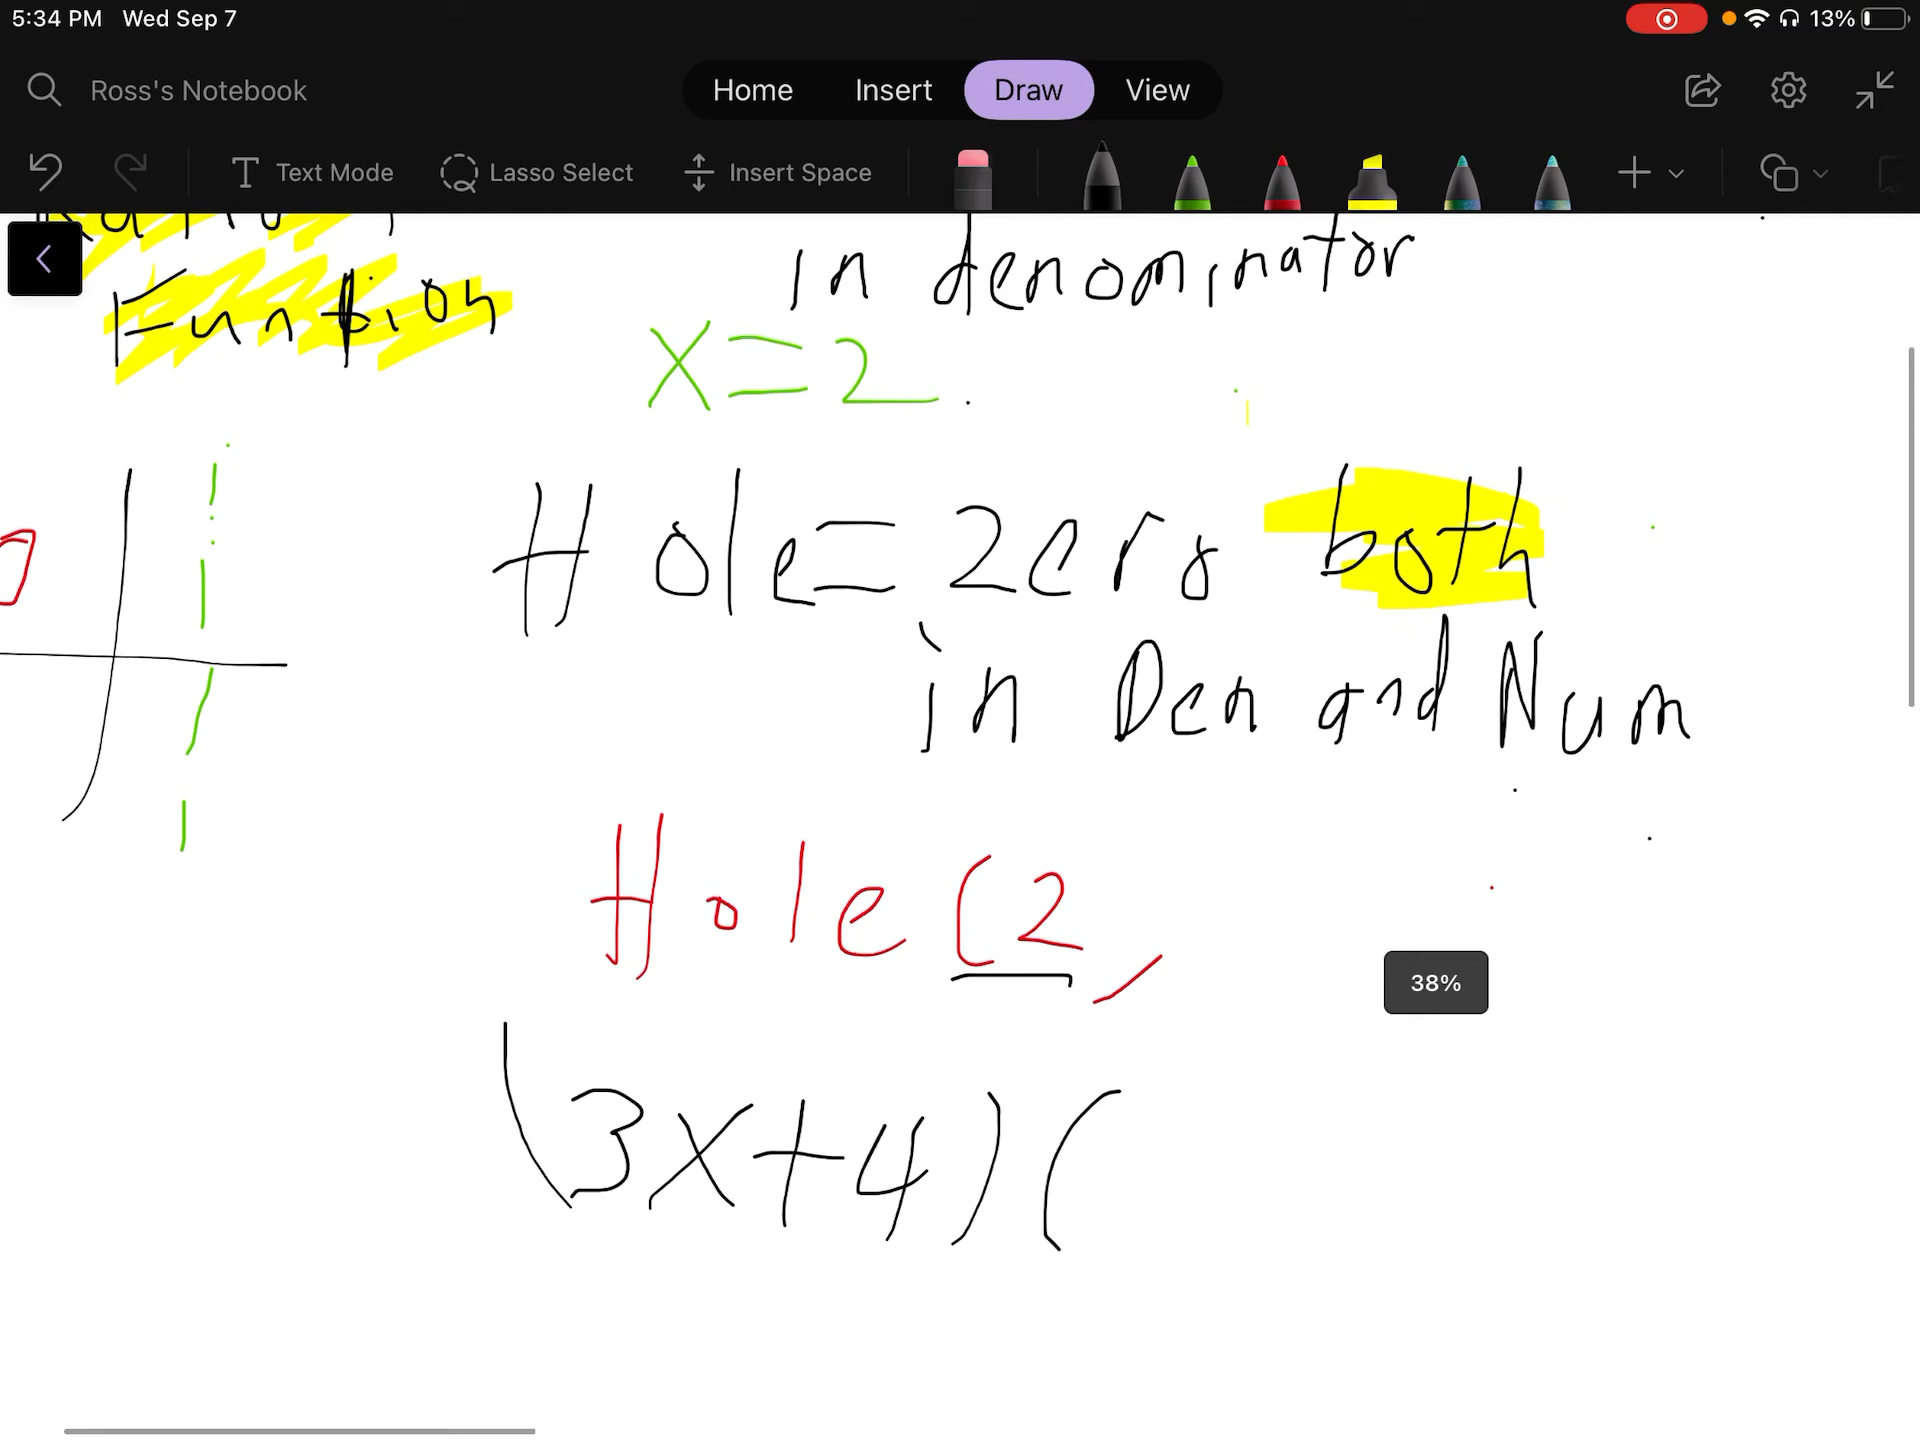 5:34 PM Wed Sep 7
13%
Ross's Notebook
Home Insert Draw View
Text Mode Lasso Select Insert Space
Function
in denominator
x=2
Hole= Zero both
in Den and Num
Hole (2,
38%
(3x+4)(